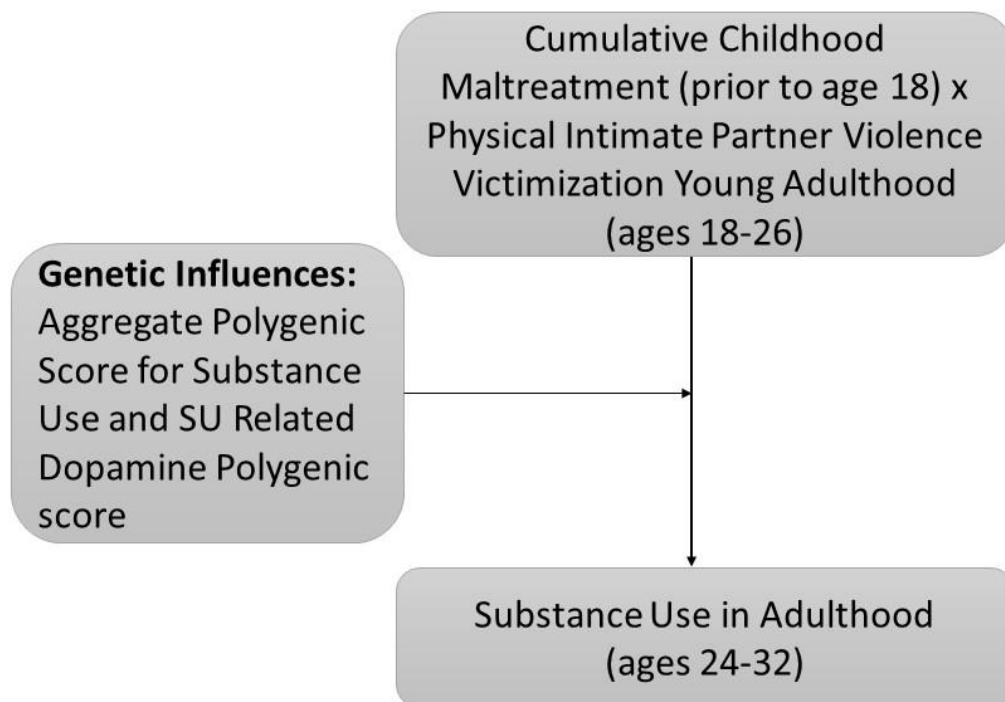 Cumulative Childhood
Maltreatment (prior to age 18) x
Physical Intimate Partner Violence
Victimization Young Adulthood
(ages 18-26)
Genetic Influences:
Aggregate Polygenic
Score for Substance
Use and SU Related
Dopamine Polygenic
score
Substance Use in Adulthood
(ages 24-32)